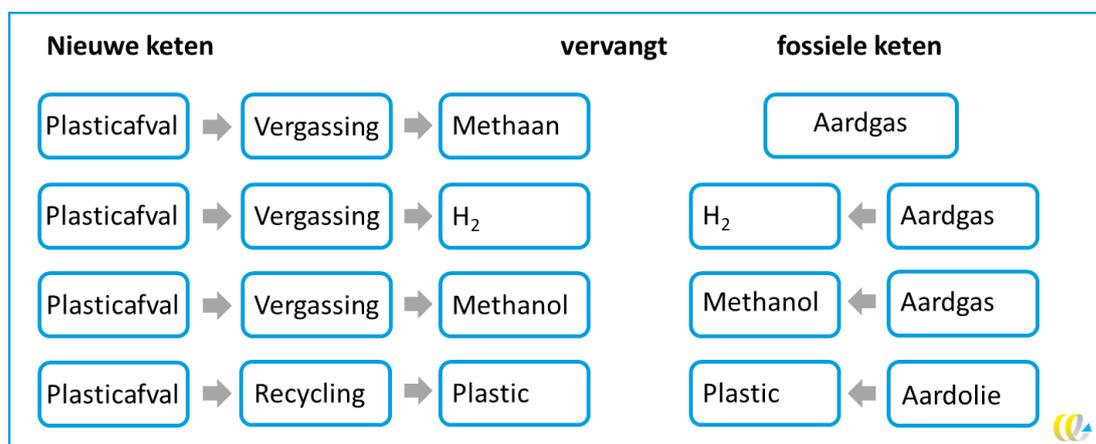 Nieuwe keten vervangt fossiele keten
Plasticafval Vergassing Methaan Aardgas
Plasticafval Vergassing H₂ H₂ Aardgas
Plasticafval Vergassing Methanol Methanol Aardgas
Plasticafval Recycling Plastic Plastic Aardolie